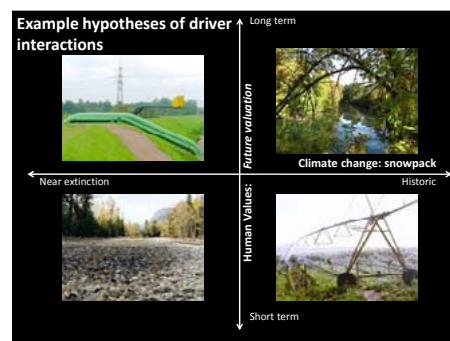 Example hypotheses of driver
interactions
Long term
Future valuation
Climate change: snowpack
Near extinction
Historic
Human Values:
Short term